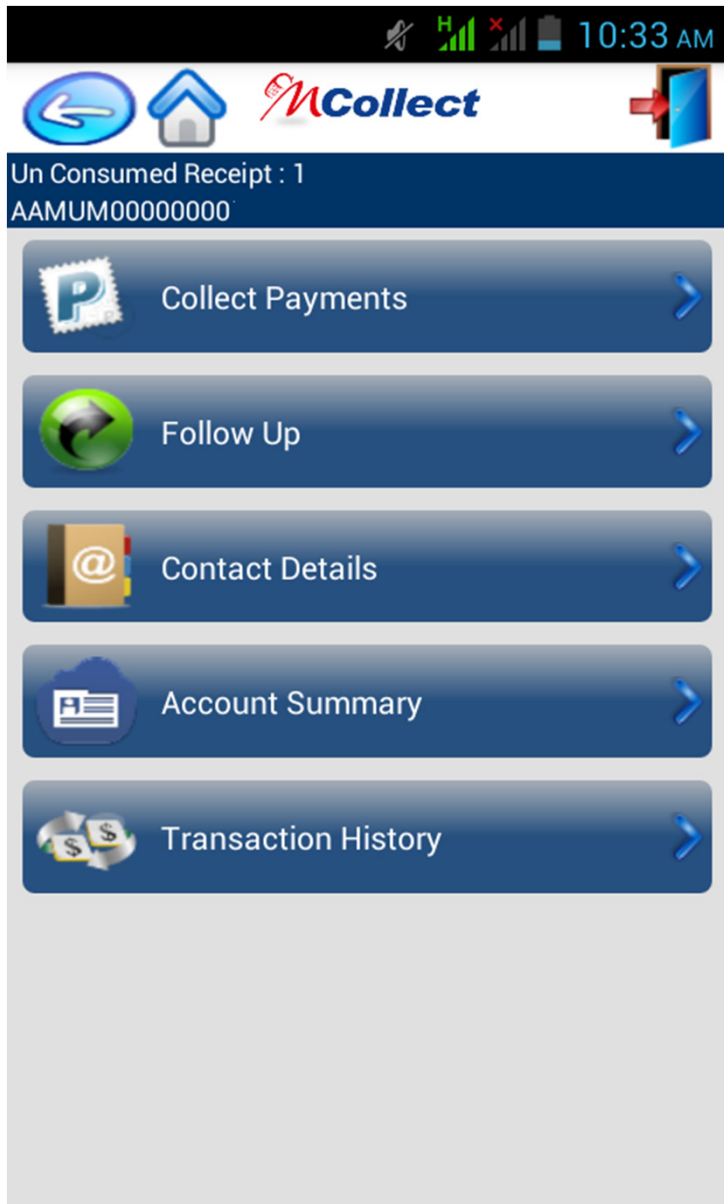 H
10:33 AM
MCollect
Un Consumed Receipt : 1
AAMUM00000000
Collect Payments
Follow Up
Contact Details
Account Summary
Transaction History